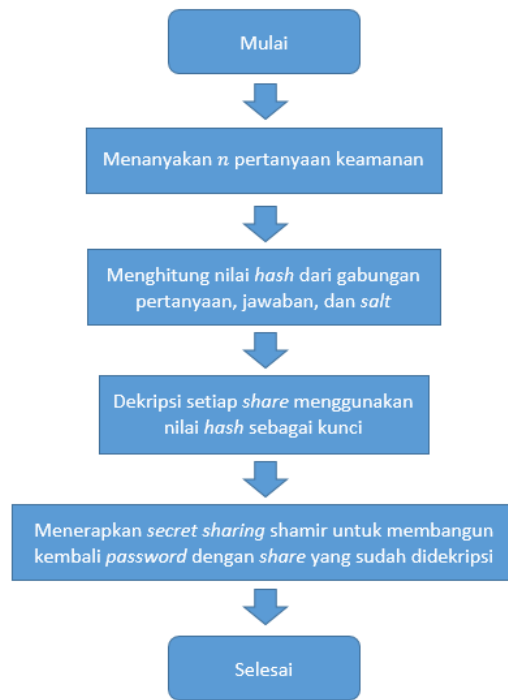 Mulai
Menanyakan n pertanyaan keamanan
Menghitung nilai hash dari gabungan
pertanyaan, jawaban, dan salt
Dekripsi setiap share menggunakan
nilai hash sebagai kunci
Menerapkan secret sharing shamir untuk membangun
kembali password dengan share yang sudah didekripsi
Selesai